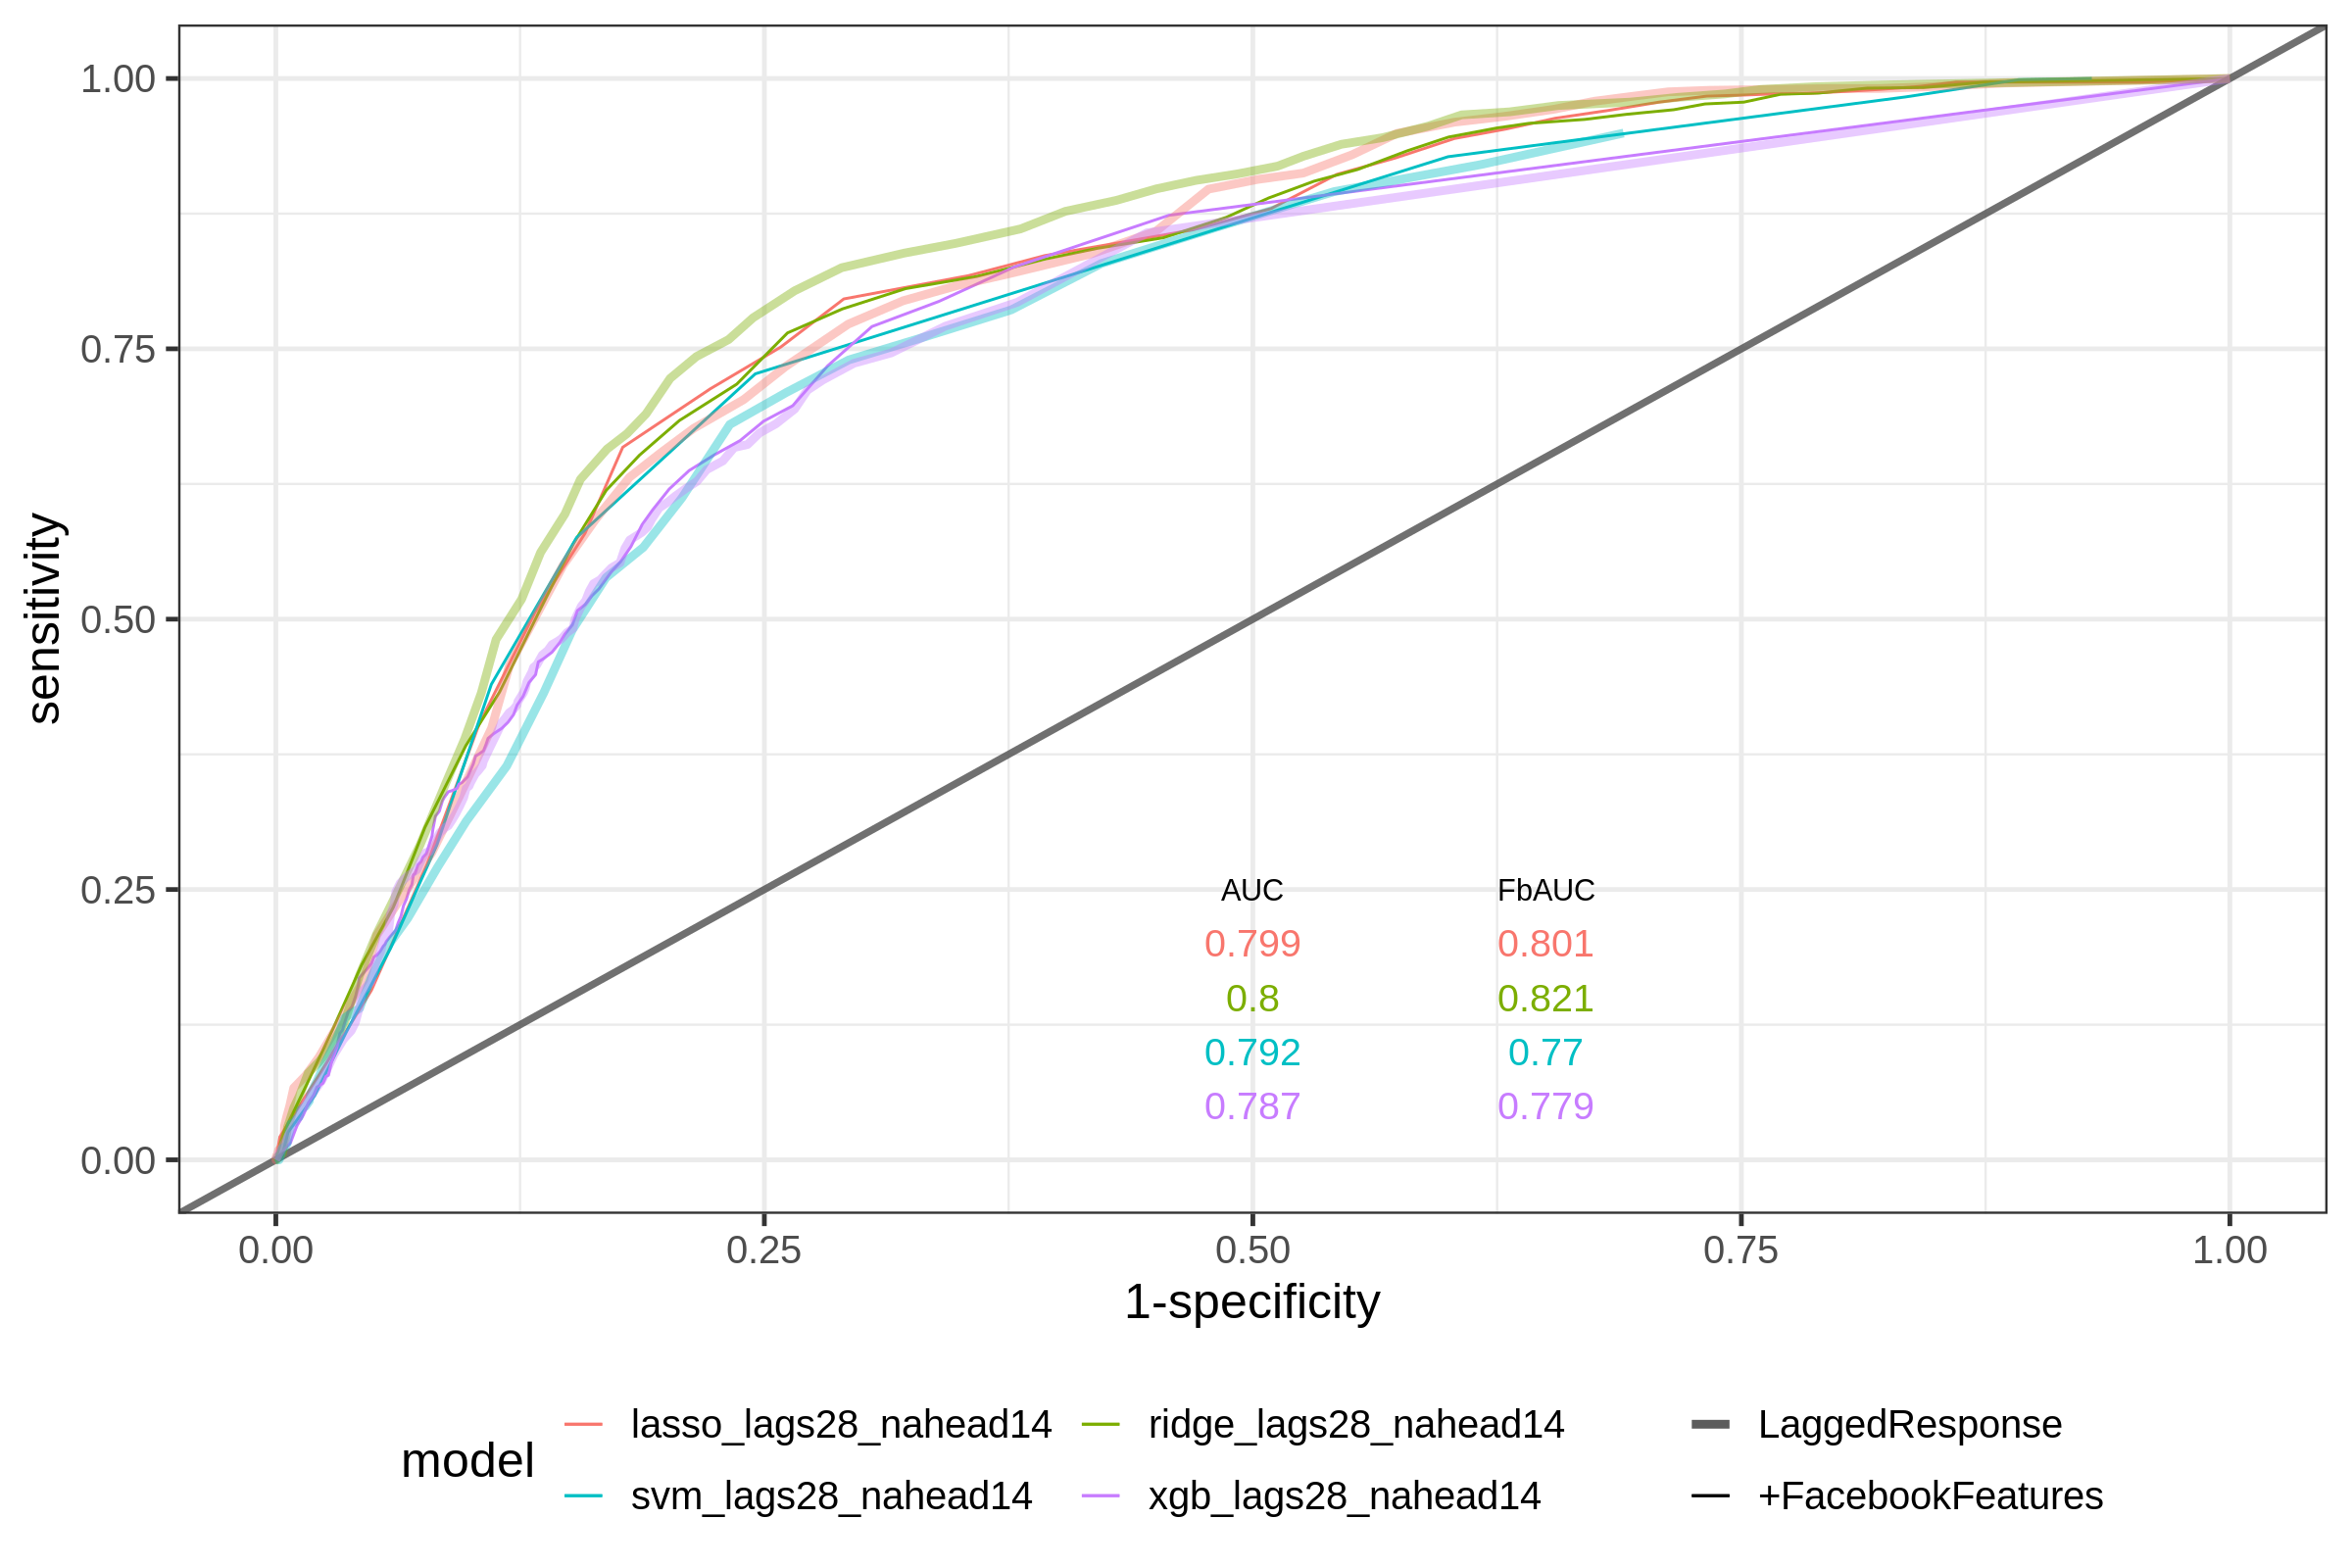 1.00
0.75
0.50
0.25
0.00
sensitivity
AUC FbAUC
0.799 0.801
0.8 0.821
0.792 0.77
0.787 0.779
0.00 0.25 0.50 0.75 1.00
1-specificity
model
lasso_lags28_nahead14 ridge_lags28_nahead14 LaggedResponse
svm_lags28_nahead14 xgb_lags28_nahead14 +FacebookFeatures